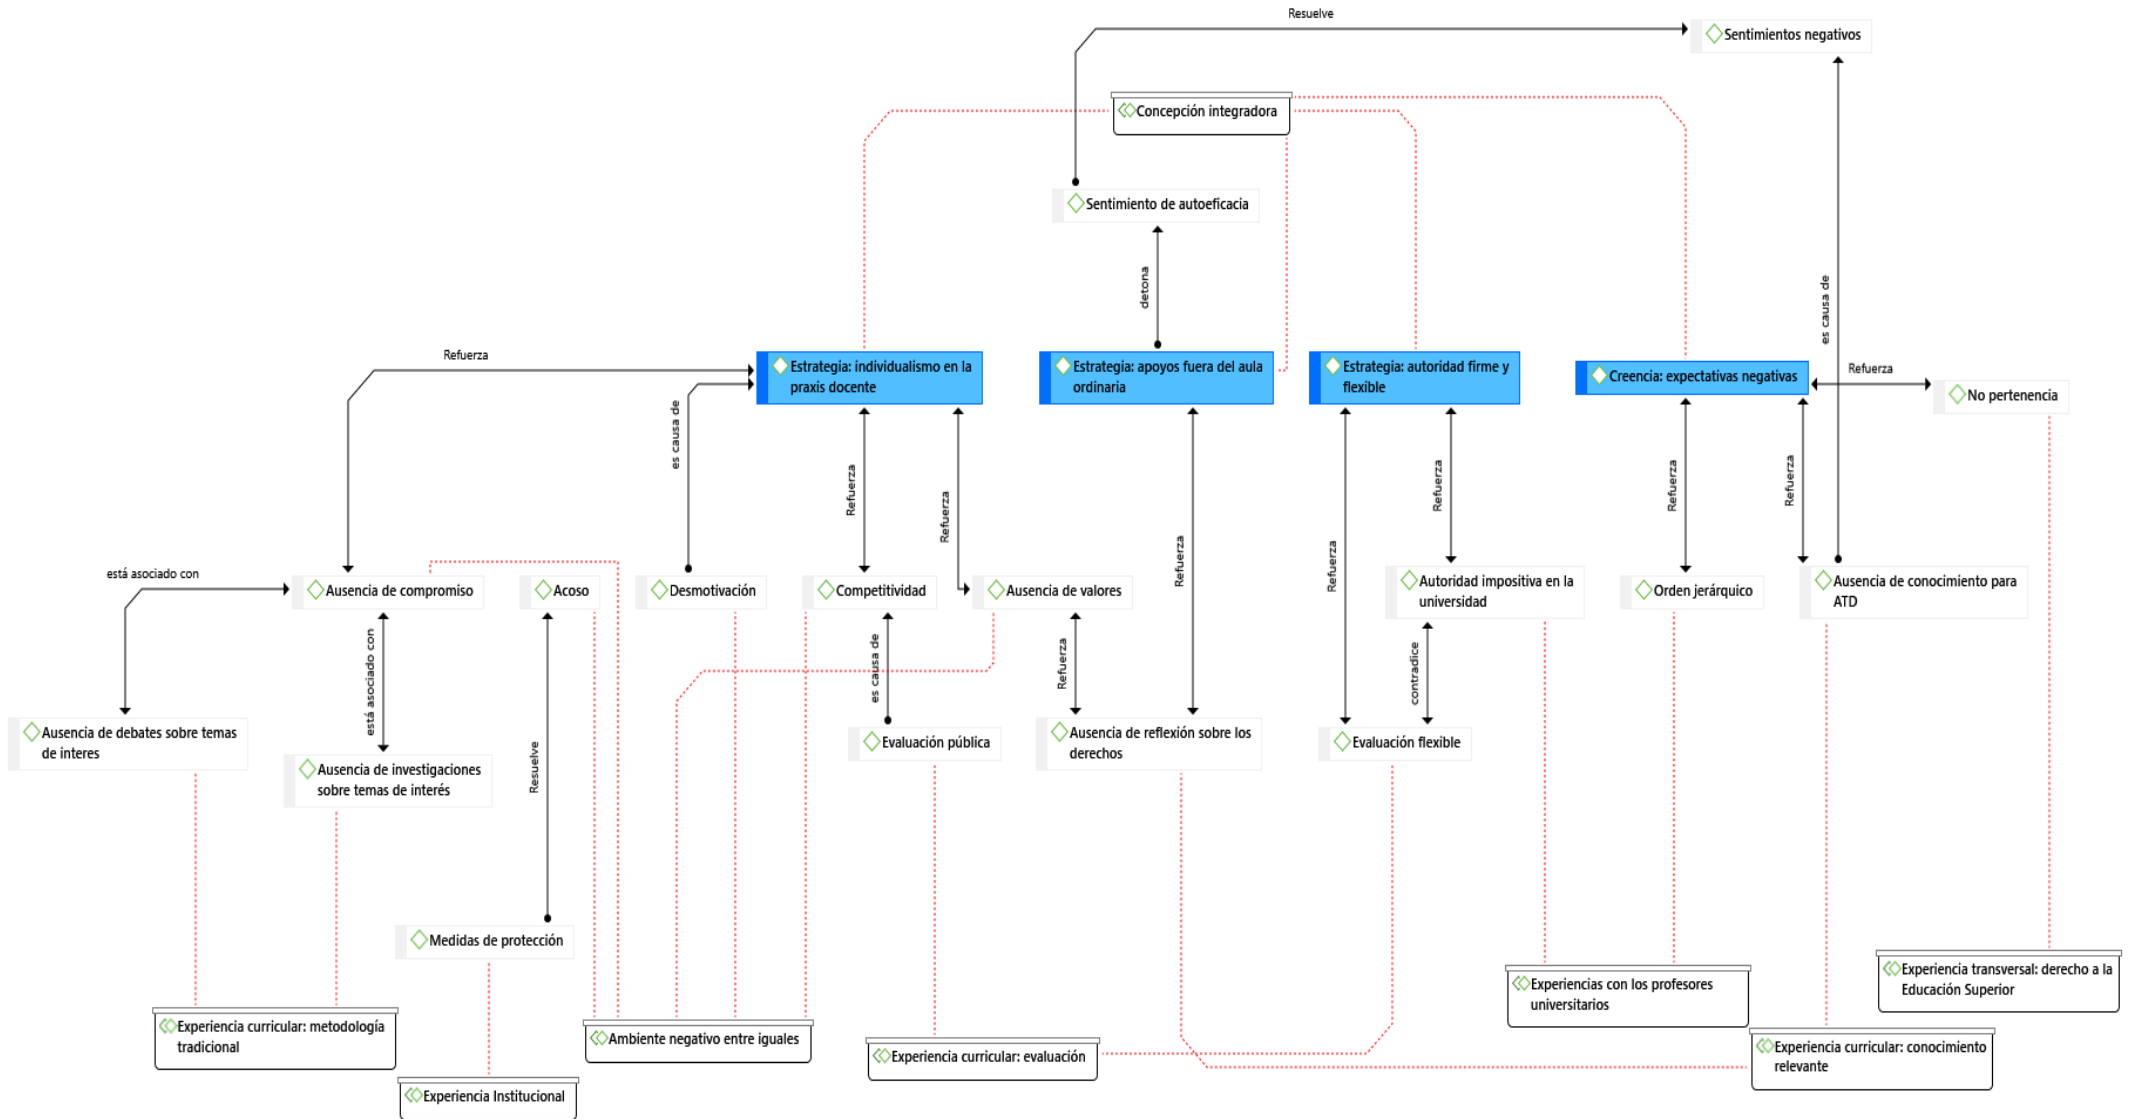 Resuelve
Sentimientos negativos
Concepción integradora
Sentimiento de autoeficacia
detona
es causa de
Refuerza
Estrategia: individualismo en la
praxis docente
Estrategia: apoyos fuera del aula
ordinaria
Estrategia: autoridad firme y
flexible
Creencia: expectativas negativas
Refuerza
No pertenencia
es causa de
Refuerza
Refuerza
Refuerza
Refuerza
Refuerza
Refuerza
Refuerza
está asociado con
Ausencia de compromiso
Acoso
Desmotivación
Competitividad
Ausencia de valores
Autoridad impositiva en la
universidad
Orden jerárquico
Ausencia de conocimiento para
ATD
está asociado con
es causa de
Refuerza
contradice
Ausencia de debates sobre temas
de interes
Ausencia de investigaciones
sobre temas de interés
Resuelve
Evaluación pública
Ausencia de reflexión sobre los
derechos
Evaluación flexible
Medidas de protección
Experiencias con los profesores
universitarios
Experiencia transversal: derecho a la
Educación Superior
Experiencia curricular: metodología
tradicional
Ambiente negativo entre iguales
Experiencia curricular: evaluación
Experiencia curricular: conocimiento
relevante
Experiencia Institucional